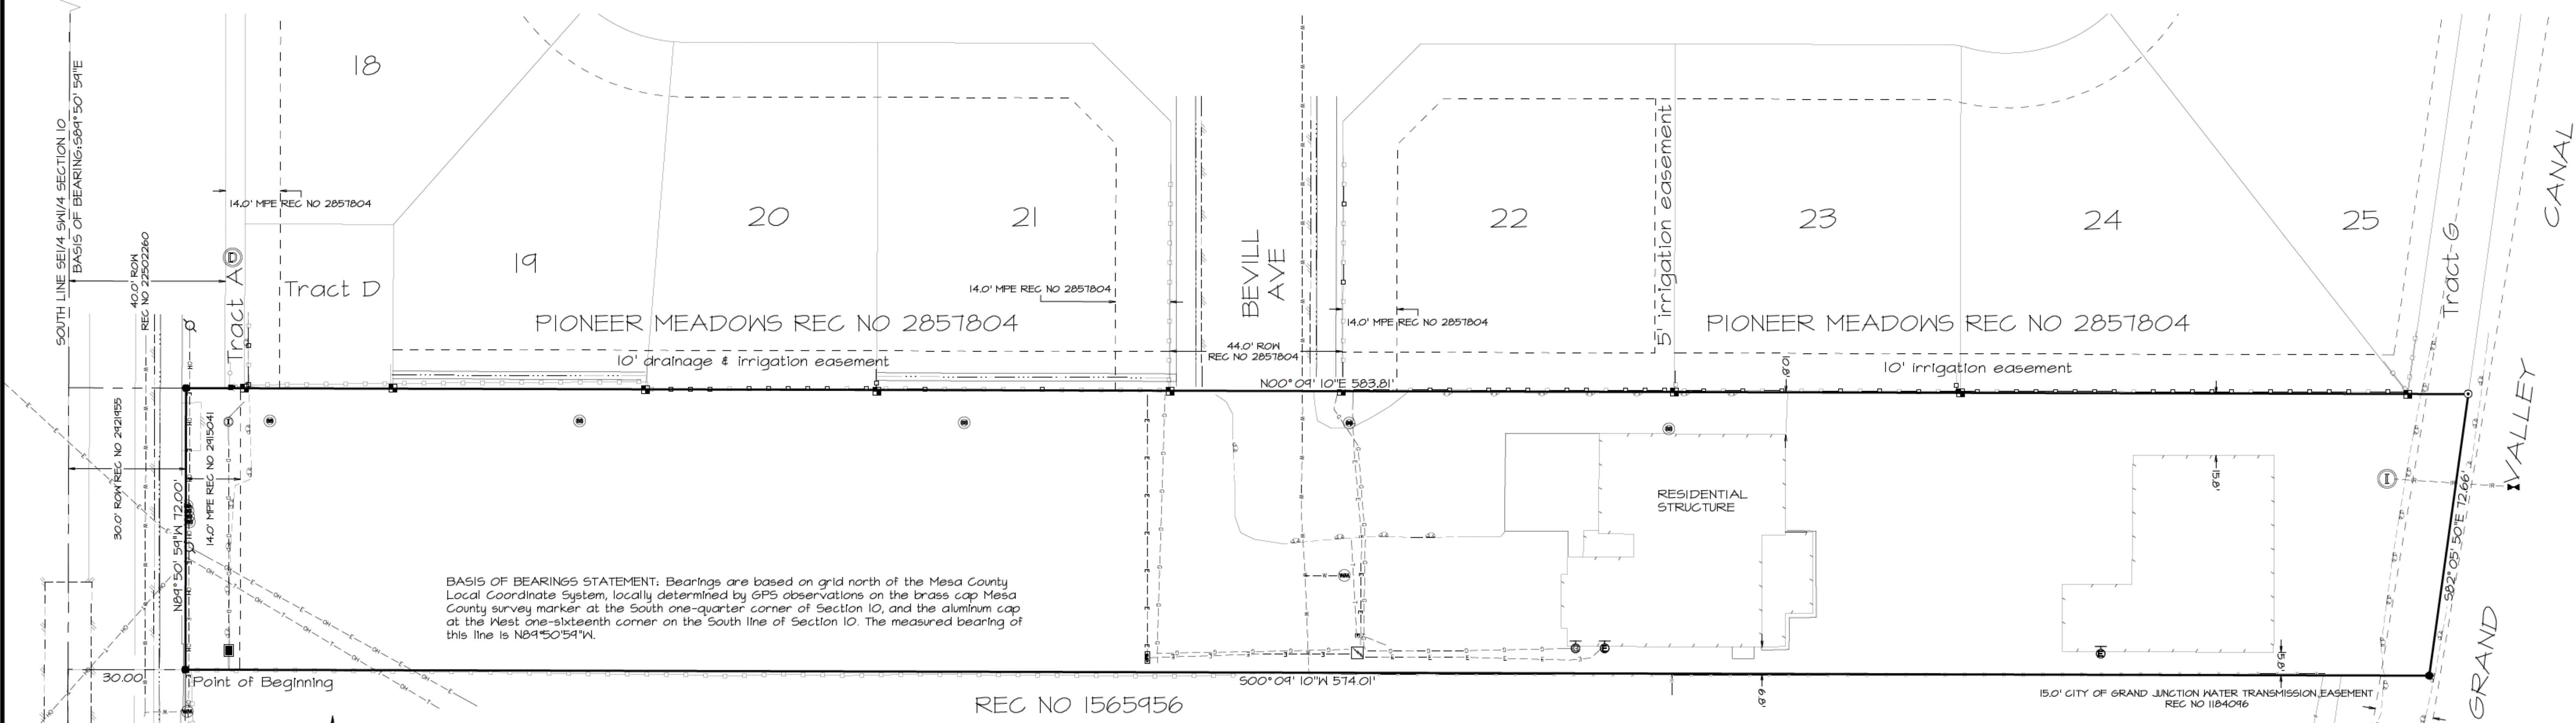 SOUTH LINE SE1/4 SW1/4 SECTION 10
BASIS OF BEARING:S89°50' 59"E
18
14.0' MPE REC NO 2857804
40.0' ROW
REC NO 22502260
Tract A
Tract D
19
20
21
14.0' MPE REC NO 2857804
PIONEER MEADOWS REC NO 2857804
10' drainage & irrigation easement
BEVILL
AVE
44.0' ROW
REC NO 2857804
14.0' MPE REC NO 2857804
22
5' irrigation easement
23
24
25
PIONEER MEADOWS REC NO 2857804
10' irrigation easement
10.8'
Tract G
CANAL
VALLEY
GRAND
N00°09' 10"E 583.81'
30.0' ROW REC NO 2921955
N89°50' 59"W 72.00'
14.0' MPE REC NO 2915041
RESIDENTIAL
STRUCTURE
15.8'
S82°05' 50"E 72.66'
BASIS OF BEARINGS STATEMENT: Bearings are based on grid north of the Mesa County
Local Coordinate System, locally determined by GPS observations on the brass cap Mesa
County survey marker at the South one-quarter corner of Section 10, and the aluminum cap
at the West one-sixteenth corner on the South line of Section 10. The measured bearing of
this line is N89°50'59"W.
30.00
Point of Beginning
S00°09' 10"W 574.01'
REC NO 1565956
6.8'
5.8'
15.0' CITY OF GRAND JUNCTION WATER TRANSMISSION EASEMENT
REC NO 1184096